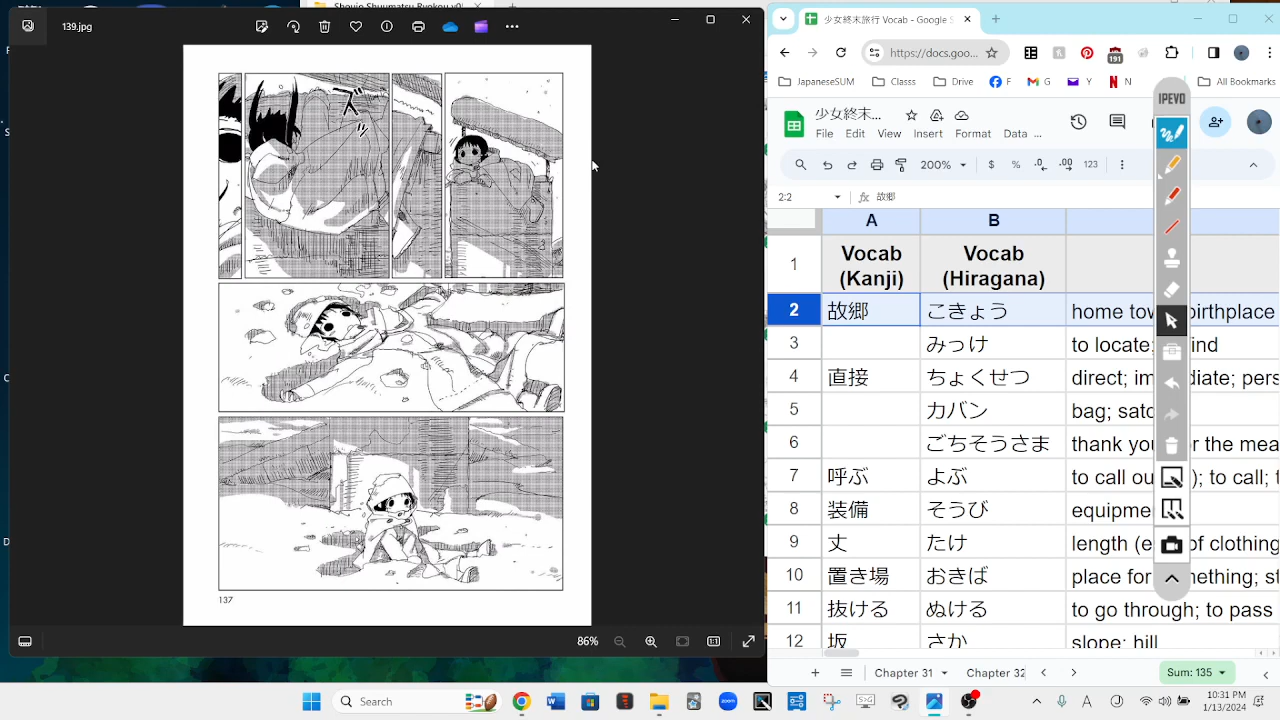 139.jpg
ズッ
137
86%
少女終末旅行 Vocab - Google S
https://docs.goo...
191
JapaneseSUM
Classs
Drive
F
G
Y
N
All Bookmarks
IPEVO
少女終末...
File Edit View Insert Format Data ...
200%
$ % .0 .00 123
2:2
fx 故郷
A B
1 Vocab (Kanji) Vocab (Hiragana)
2 故郷 こきょう home tow birthplace
3 みっけ to locate; ind
4 直接 ちょくせつ direct; im diate; pers
5 カバン bag; satc
6 ごちそうさま thank you r the mea
7 呼ぶ よぶ to call ou ); to call; t
8 装備 そうび equipme
9 丈 たけ length (e of clothing
10 置き場 おきば place for mething; st
11 抜ける ぬける to go through; to pass
12 坂 さか slope; hill
Chapter 31 Chapter 32 Sum: 135
Search
zoom
A
10:31 PM
1/13/2024